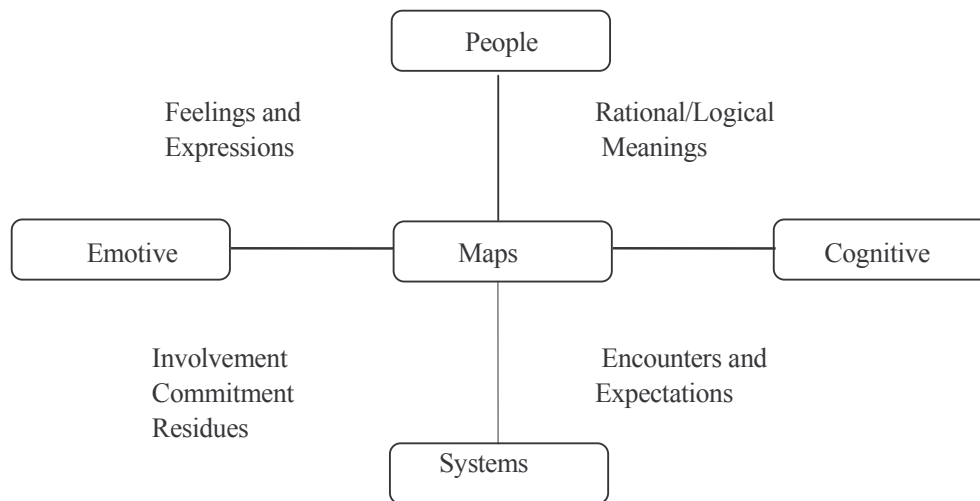 People
Feelings and
Expressions
Rational/Logical
Meanings
Emotive
Maps
Cognitive
Involvement
Commitment
Residues
Encounters and
Expectations
Systems